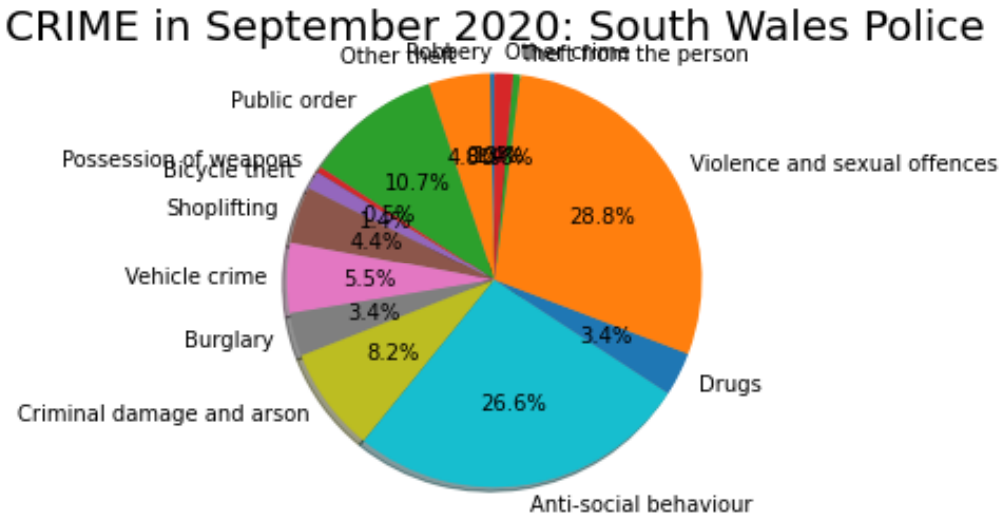 CRIME in September 2020: South Wales Police
Other theft
Robbery
Other crime
Theft from the person
Public order
Possession of weapons
Bicycle theft
Shoplifting
Vehicle crime
Burglary
Criminal damage and arson
Anti-social behaviour
Drugs
Violence and sexual offences
10.7%
0.5%
1.4%
4.4%
5.5%
3.4%
8.2%
26.6%
3.4%
28.8%